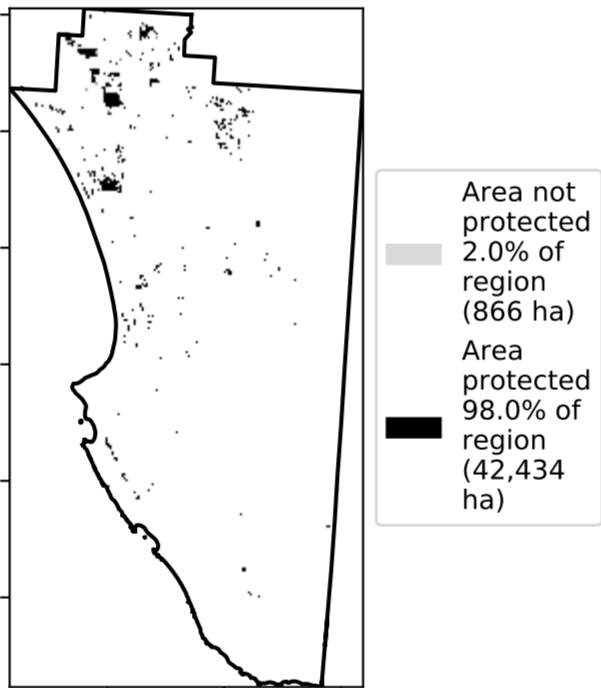 Area not
protected
2.0% of
region
(866 ha)
Area
protected
98.0% of
region
(42,434
ha)